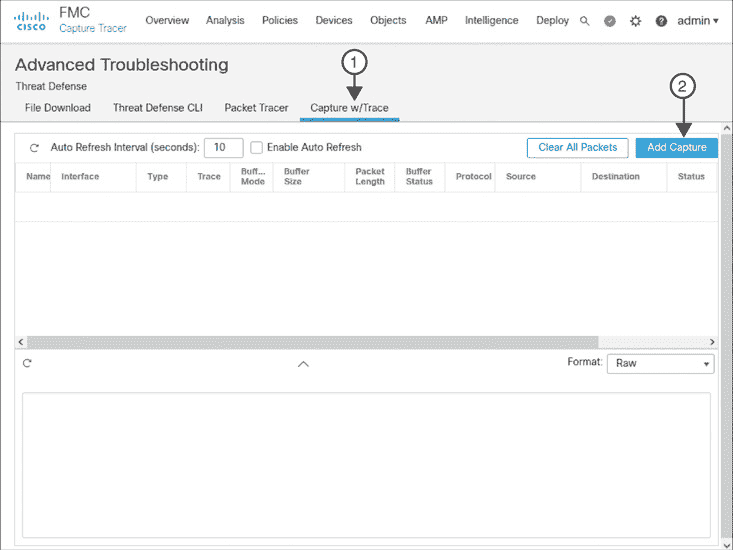 CISCO
FMC
Capture Tracer
Overview Analysis Policies Devices Objects AMP Intelligence Deploy admin
Advanced Troubleshooting
Threat Defense
1
File Download Threat Defense CLI Packet Tracer Capture w/Trace
2
Auto Refresh Interval (seconds): 10 Enable Auto Refresh Clear All Packets Add Capture
Name Interface Type Trace Buff... Mode Buffer Size Packet Length Buffer Status Protocol Source Destination Status
Format: Raw